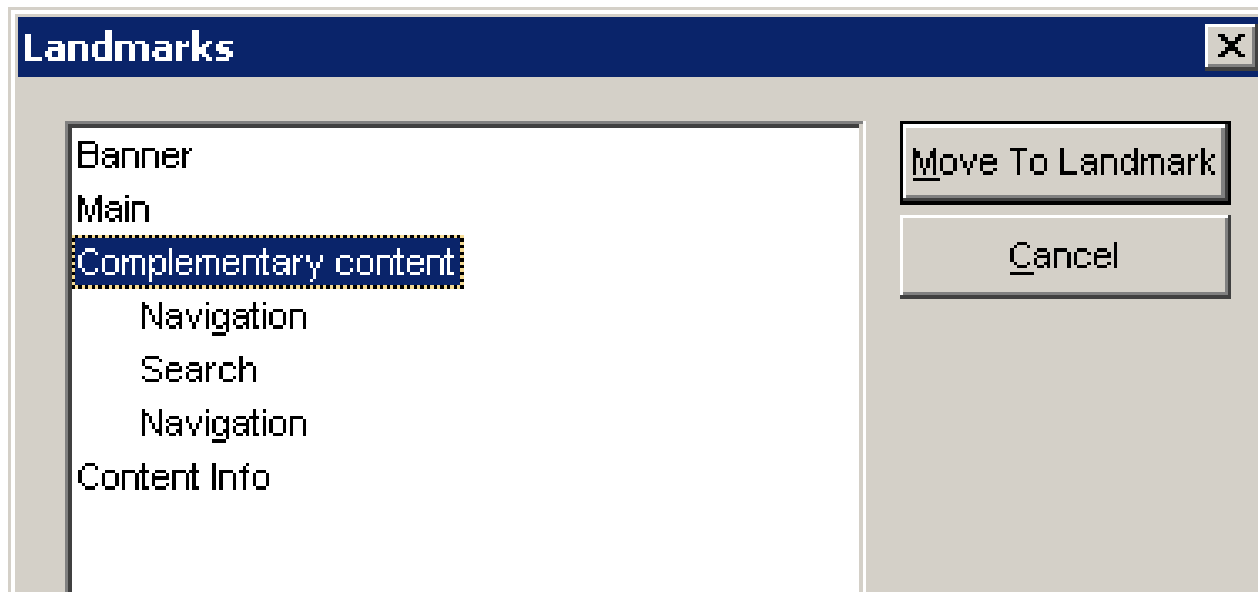 Landmarks
Banner
Main
Complementary content
Navigation
Search
Navigation
Content Info
Move To Landmark
Cancel